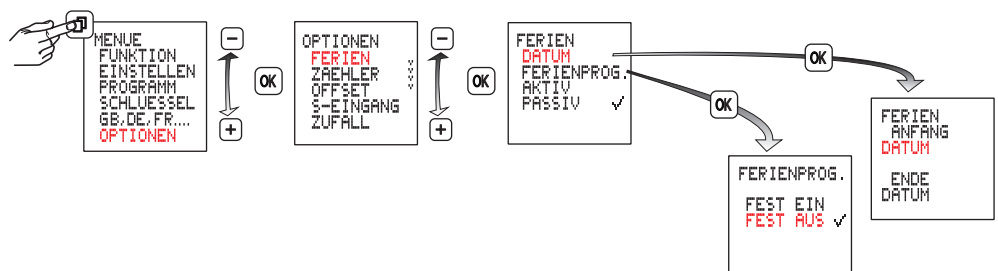 MENUE
FUNKTION
EINSTELLEN
PROGRAMM
SCHLUESSEL
GB,DE,FR....
OPTIONEN
−
+
OK
OPTIONEN
FERIEN
ZAEHLER
OFFSET
S-EINGANG
ZUFALL
−
+
OK
FERIEN
DATUM
FERIENPROG.
AKTIV
PASSIV ✓
OK
OK
FERIENPROG.
FEST EIN
FEST AUS ✓
FERIEN
ANFANG
DATUM
ENDE
DATUM